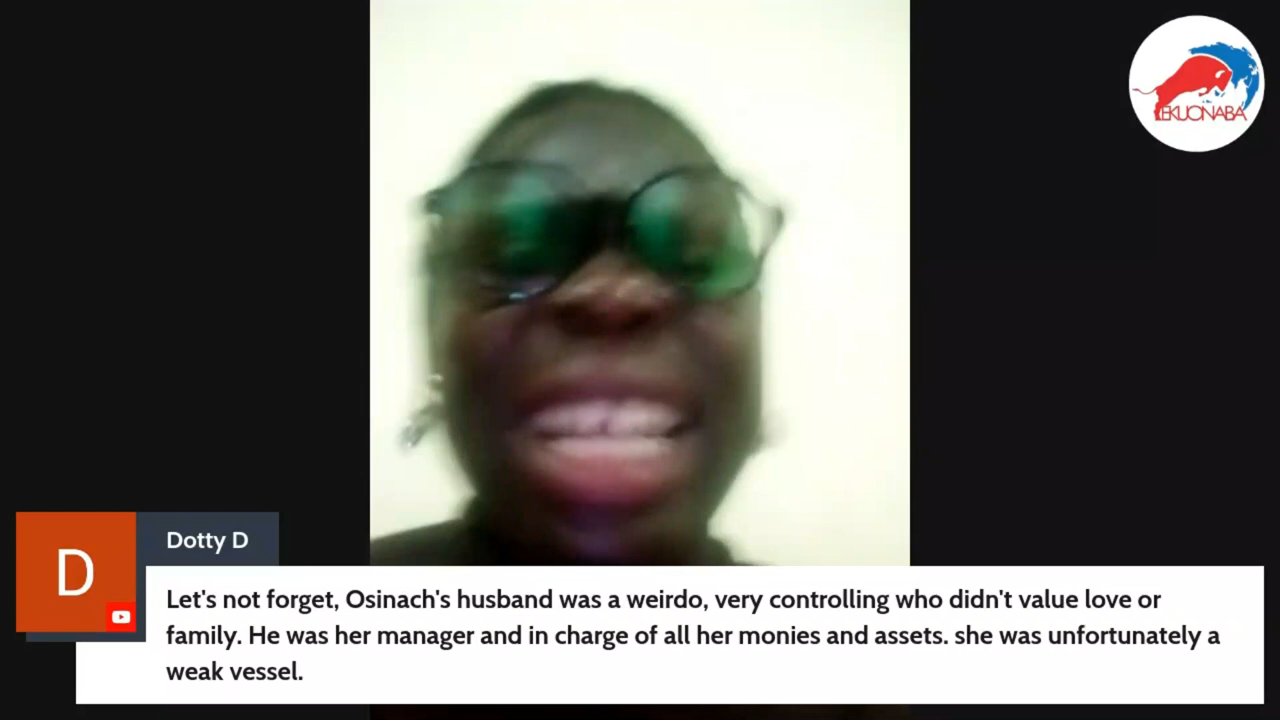 EKUONABA
D
Dotty D
Let's not forget, Osinach's husband was a weirdo, very controlling who didn't value love or
family. He was her manager and in charge of all her monies and assets. she was unfortunately a
weak vessel.